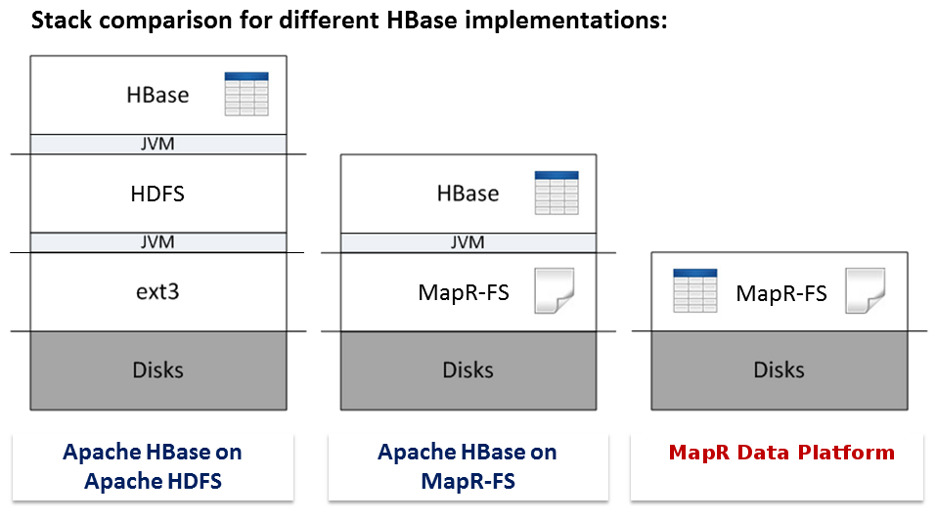 Stack comparison for different HBase implementations:
HBase
JVM
HDFS
JVM
ext3
Disks
Apache HBase on
Apache HDFS
HBase
JVM
MapR-FS
Disks
Apache HBase on
MapR-FS
MapR-FS
Disks
MapR Data Platform